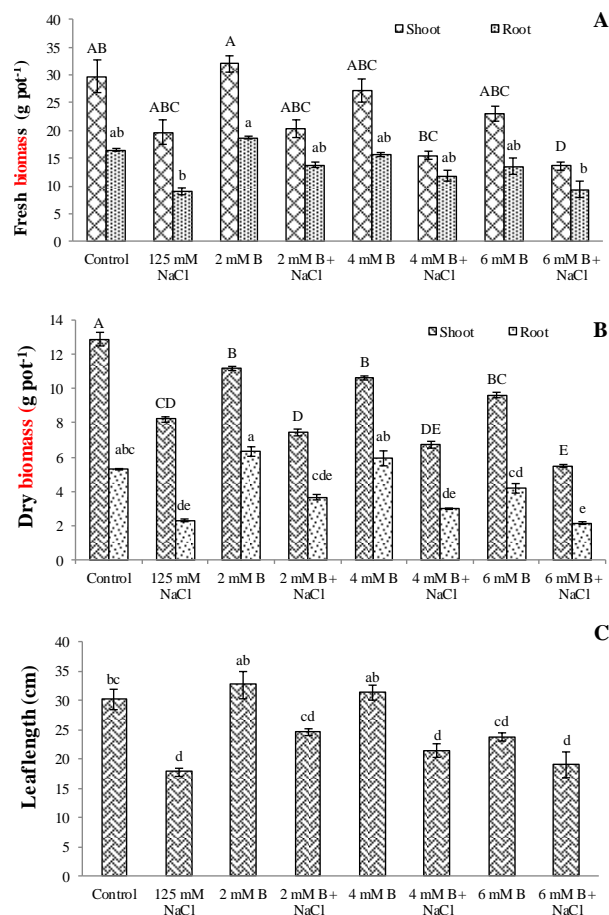 A
Shoot Root
Fresh biomass (g pot-1)
40
35
30
25
20
15
10
5
0
AB ab
ABC b
A a
ABC ab
ABC ab
BC ab
ABC ab
D b
Control 125 mM NaCl 2 mM B 2 mM B+ NaCl 4 mM B 4 mM B+ NaCl 6 mM B 6 mM B+ NaCl
B
Shoot Root
Dry biomass (g pot-1)
14
12
10
8
6
4
2
0
A abc
CD de
B a
D cde
B ab
DE de
BC cd
E e
Control 125 mM NaCl 2 mM B 2 mM B+ NaCl 4 mM B 4 mM B+ NaCl 6 mM B 6 mM B+ NaCl
C
Leaf length (cm)
40
35
30
25
20
15
10
5
0
bc d ab cd ab d cd d
Control 125 mM NaCl 2 mM B 2 mM B+ NaCl 4 mM B 4 mM B+ NaCl 6 mM B 6 mM B+ NaCl